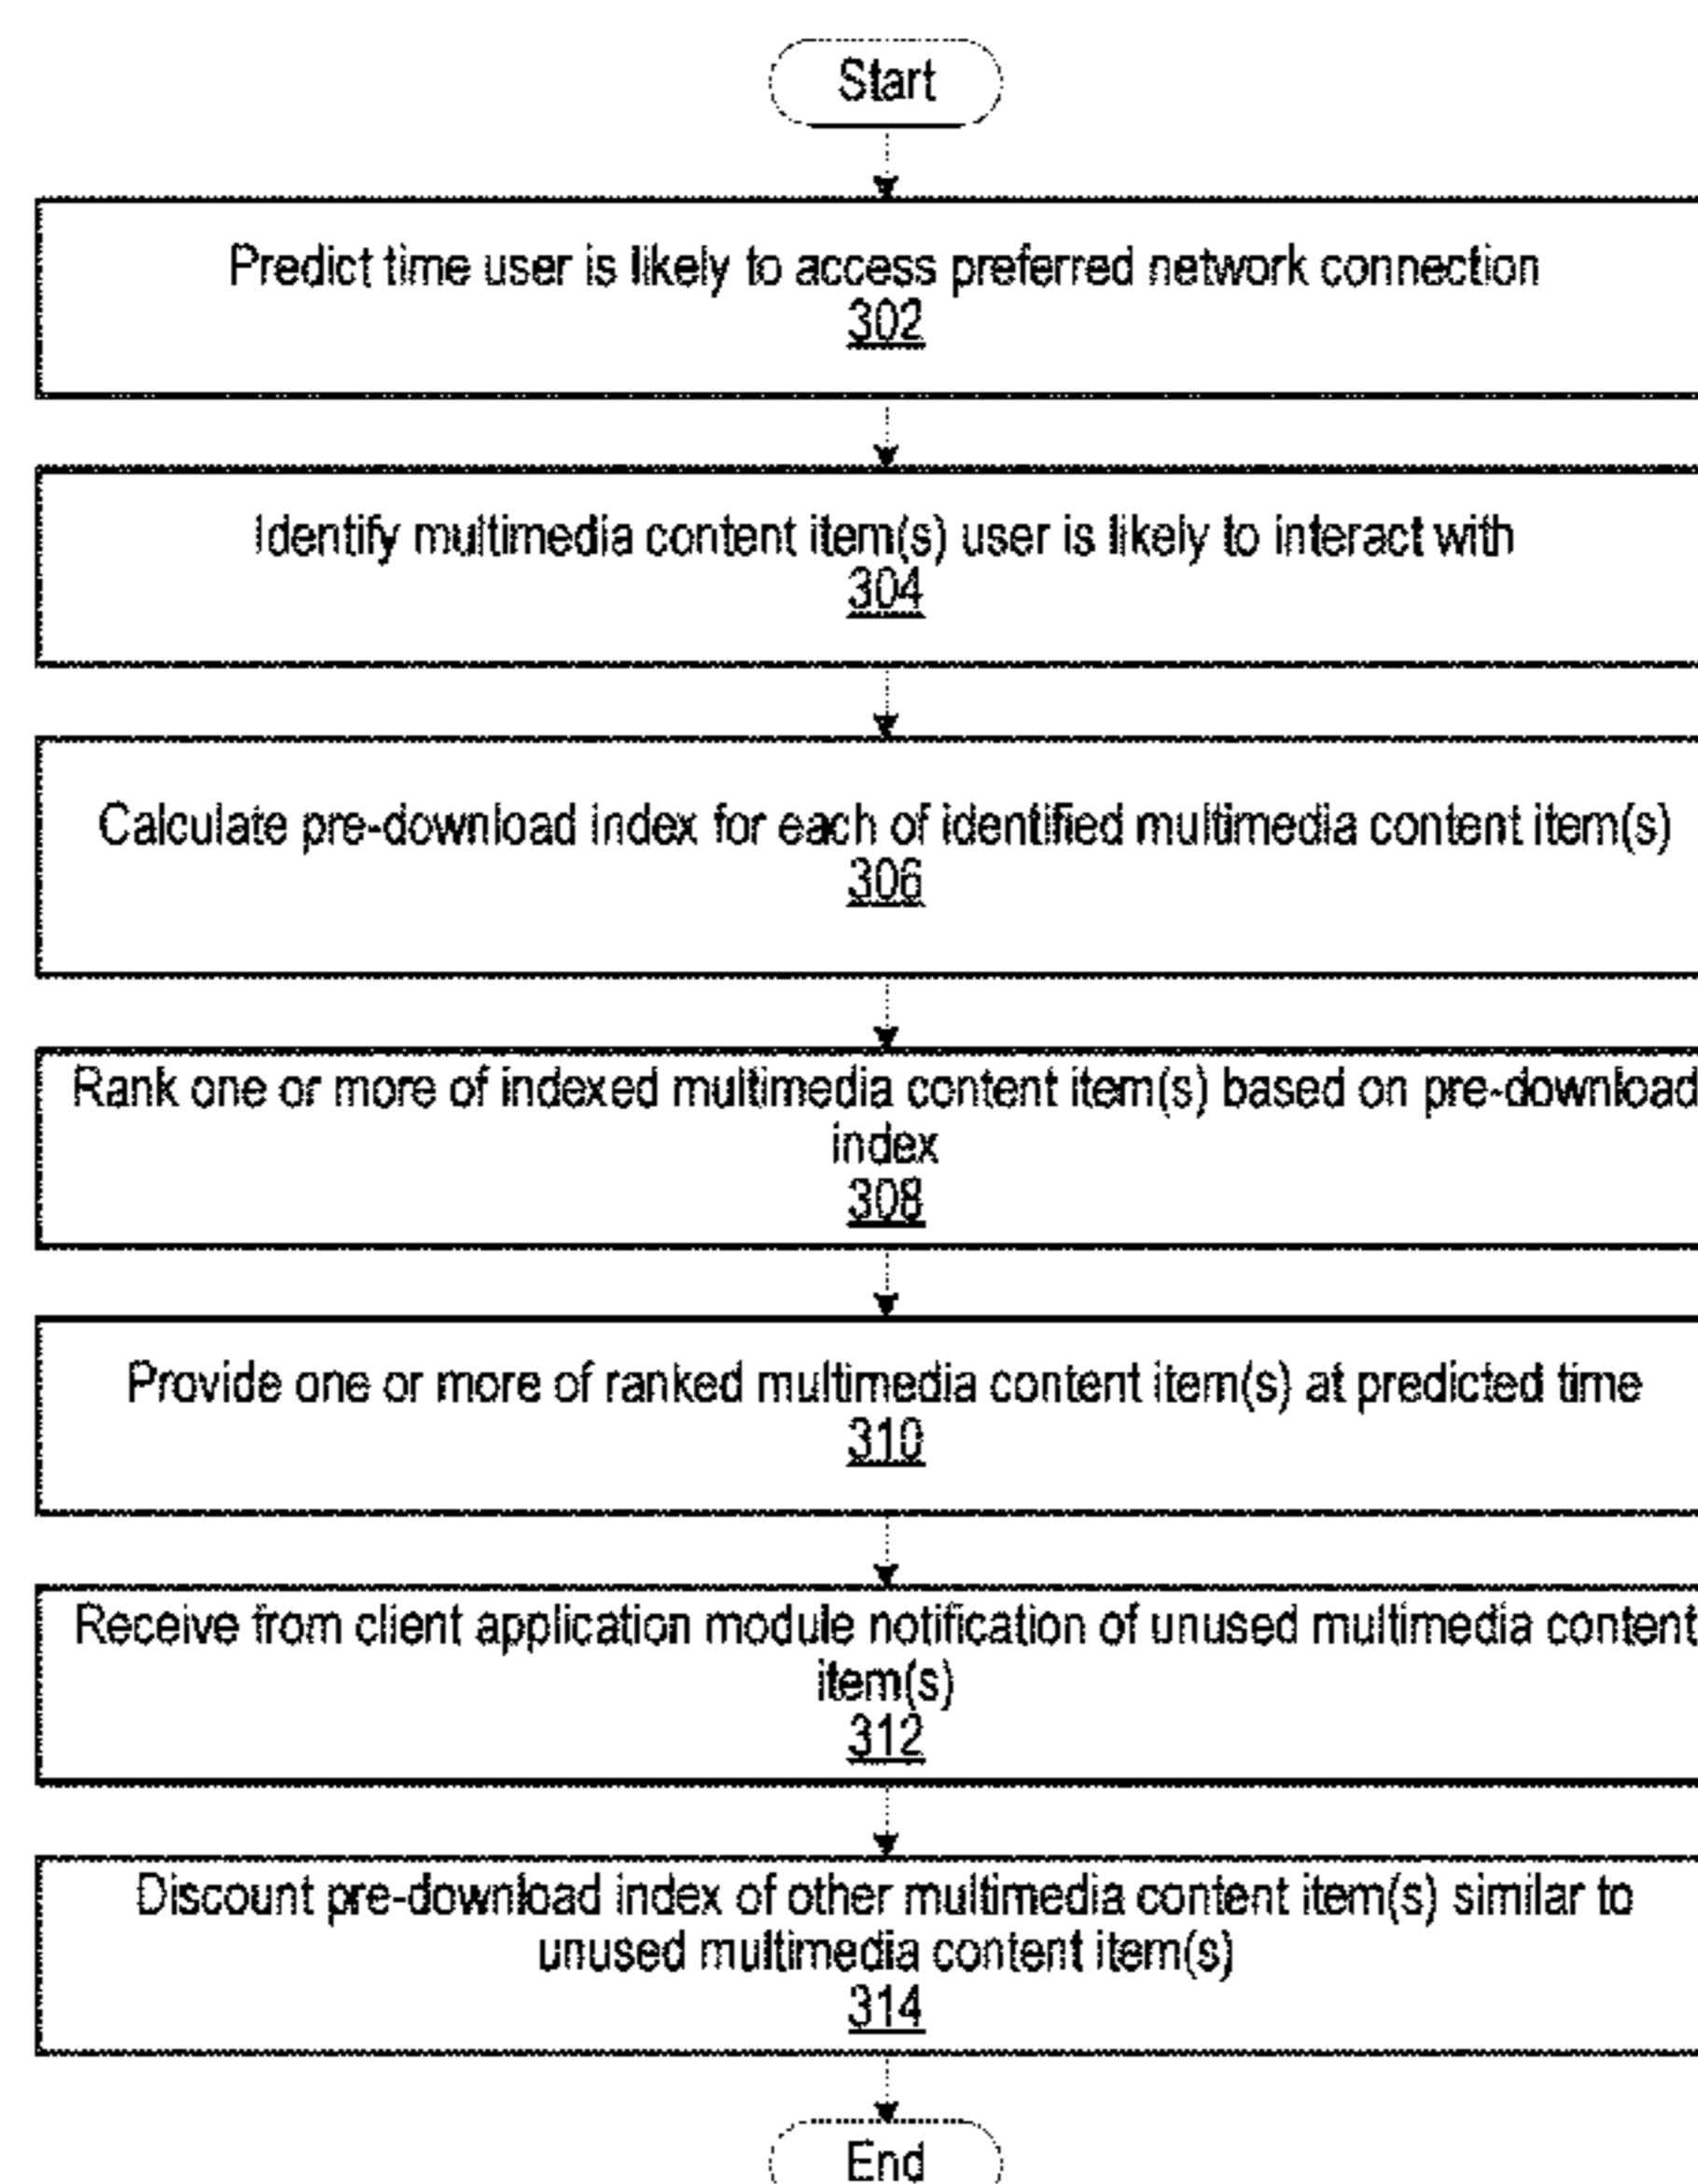 Start
Predict time user is likely to access preferred network connection
302
Identify multimedia content item(s) user is likely to interact with
304
Calculate pre-download index for each of identified multimedia content item(s)
306
Rank one or more of indexed multimedia content item(s) based on pre-download
index
308
Provide one or more of ranked multimedia content item(s) at predicted time
310
Receive from client application module notification of unused multimedia content
item(s)
312
Discount pre-download index of other multimedia content item(s) similar to
unused multimedia content item(s)
314
End